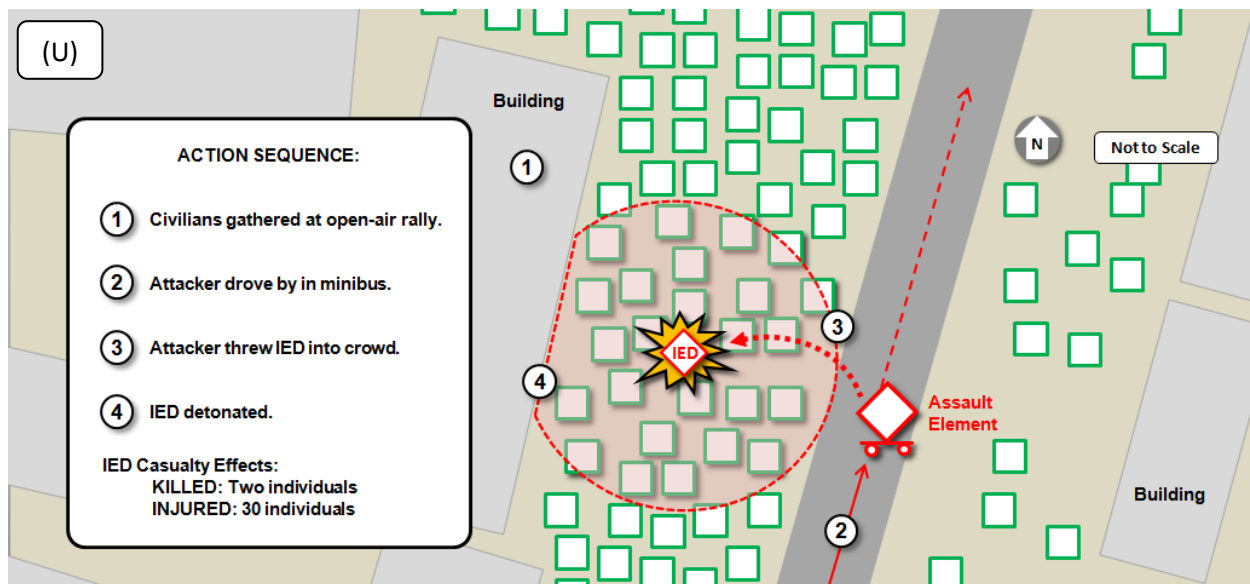 (U)
Building
1
ACTION SEQUENCE:
1 Civilians gathered at open-air rally.
2 Attacker drove by in minibus.
3 Attacker threw IED into crowd.
4 IED detonated.
IED Casualty Effects:
KILLED: Two individuals
INJURED: 30 individuals
N
Not to Scale
3
IED
4
Assault
Element
Building
2